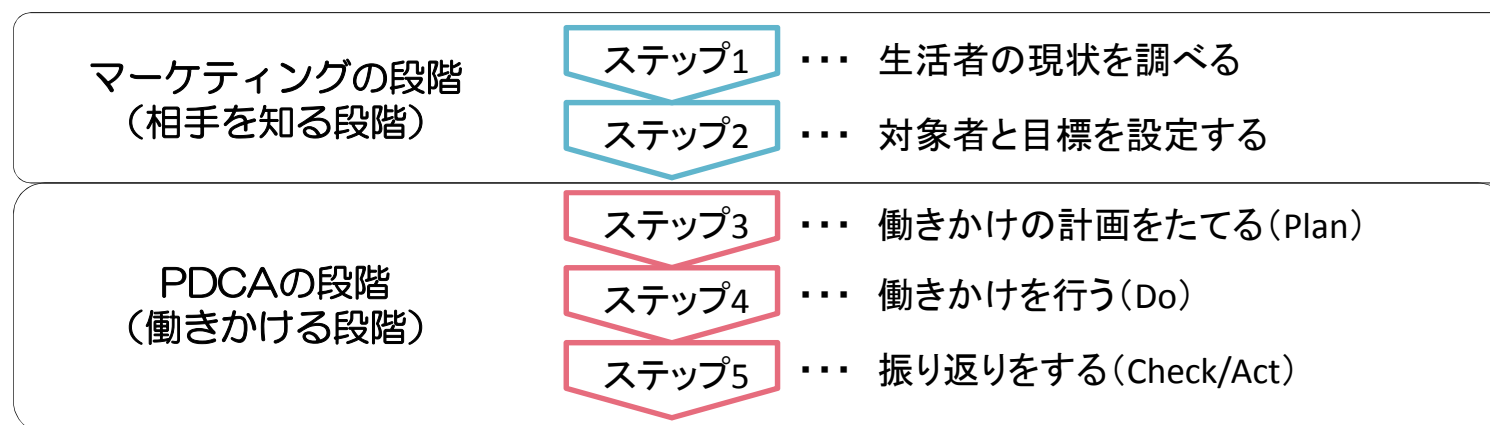 マーケティングの段階
（相手を知る段階）
ステップ1 ・・・ 生活者の現状を調べる
ステップ2 ・・・ 対象者と目標を設定する
PDCAの段階
（働きかける段階）
ステップ3 ・・・ 働きかけの計画をたてる（Plan）
ステップ4 ・・・ 働きかけを行う（Do）
ステップ5 ・・・ 振り返りをする（Check/Act）